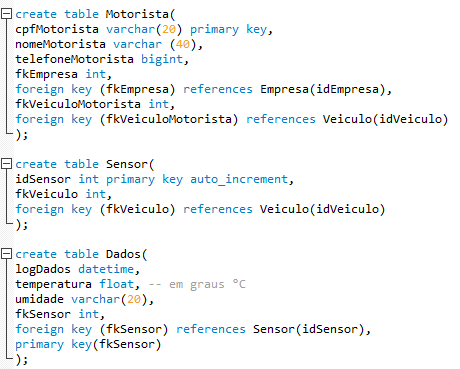 create table Motorista(
cpfMotorista varchar(20) primary key,
nomeMotorista varchar (40),
telefoneMotorista bigint,
fkEmpresa int,
foreign key (fkEmpresa) references Empresa(idEmpresa),
fkVeiculoMotorista int,
foreign key (fkVeiculoMotorista) references Veiculo(idVeiculo)
);
create table Sensor(
idSensor int primary key auto_increment,
fkVeiculo int,
foreign key (fkVeiculo) references Veiculo(idVeiculo)
);
create table Dados(
logDados datetime,
temperatura float, -- em graus °C
umidade varchar(20),
fkSensor int,
foreign key (fkSensor) references Sensor(idSensor),
primary key(fkSensor)
);